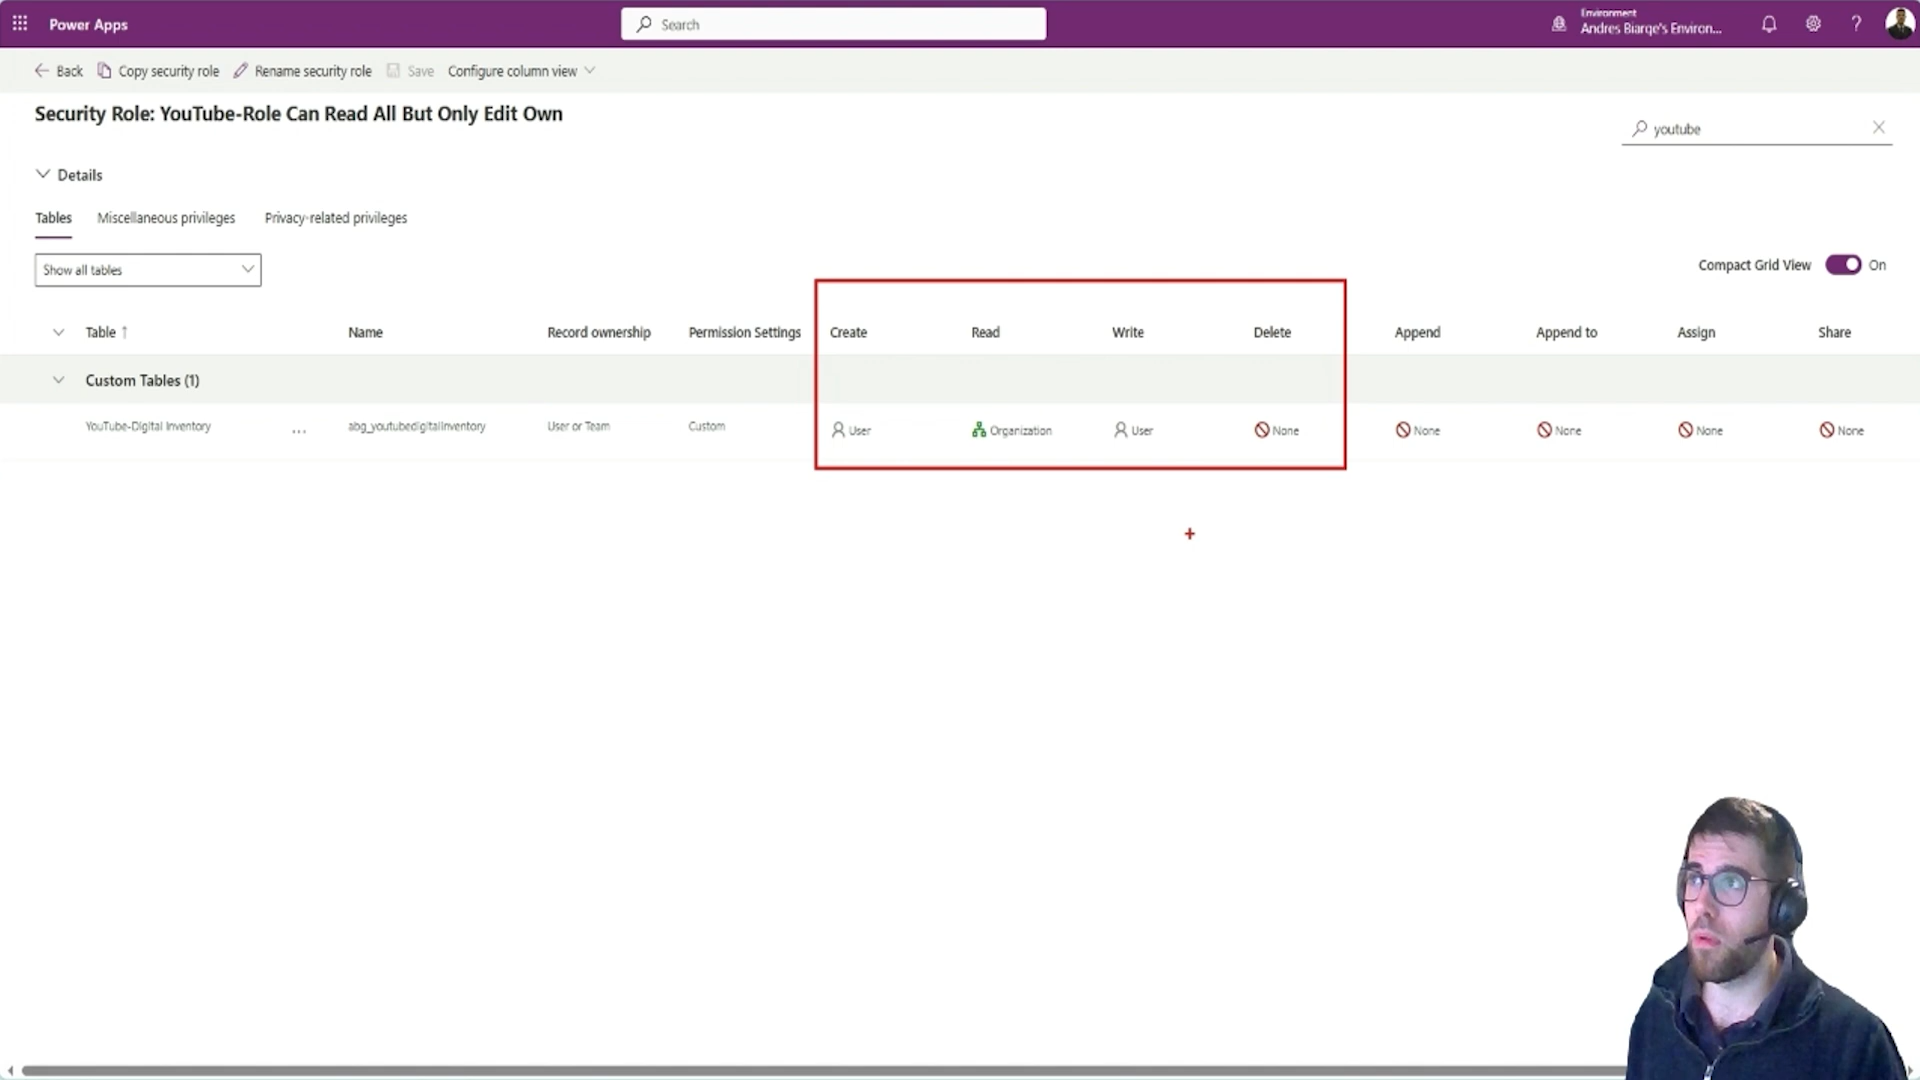 Power Apps
Search
Environment
Andres Biarge's Environ...
Back
Copy security role
Rename security role
Save
Configure column view
Security Role: YouTube-Role Can Read All But Only Edit Own
youtube
Details
Tables
Miscellaneous privileges
Privacy-related privileges
Show all tables
Compact Grid View
On
Table ↑
Name
Record ownership
Permission Settings
Create
Read
Write
Delete
Append
Append to
Assign
Share
Custom Tables (1)
YouTube-Digital Inventory
...
abg_youtubedigitalinventory
User or Team
Custom
User
Organization
User
None
None
None
None
None